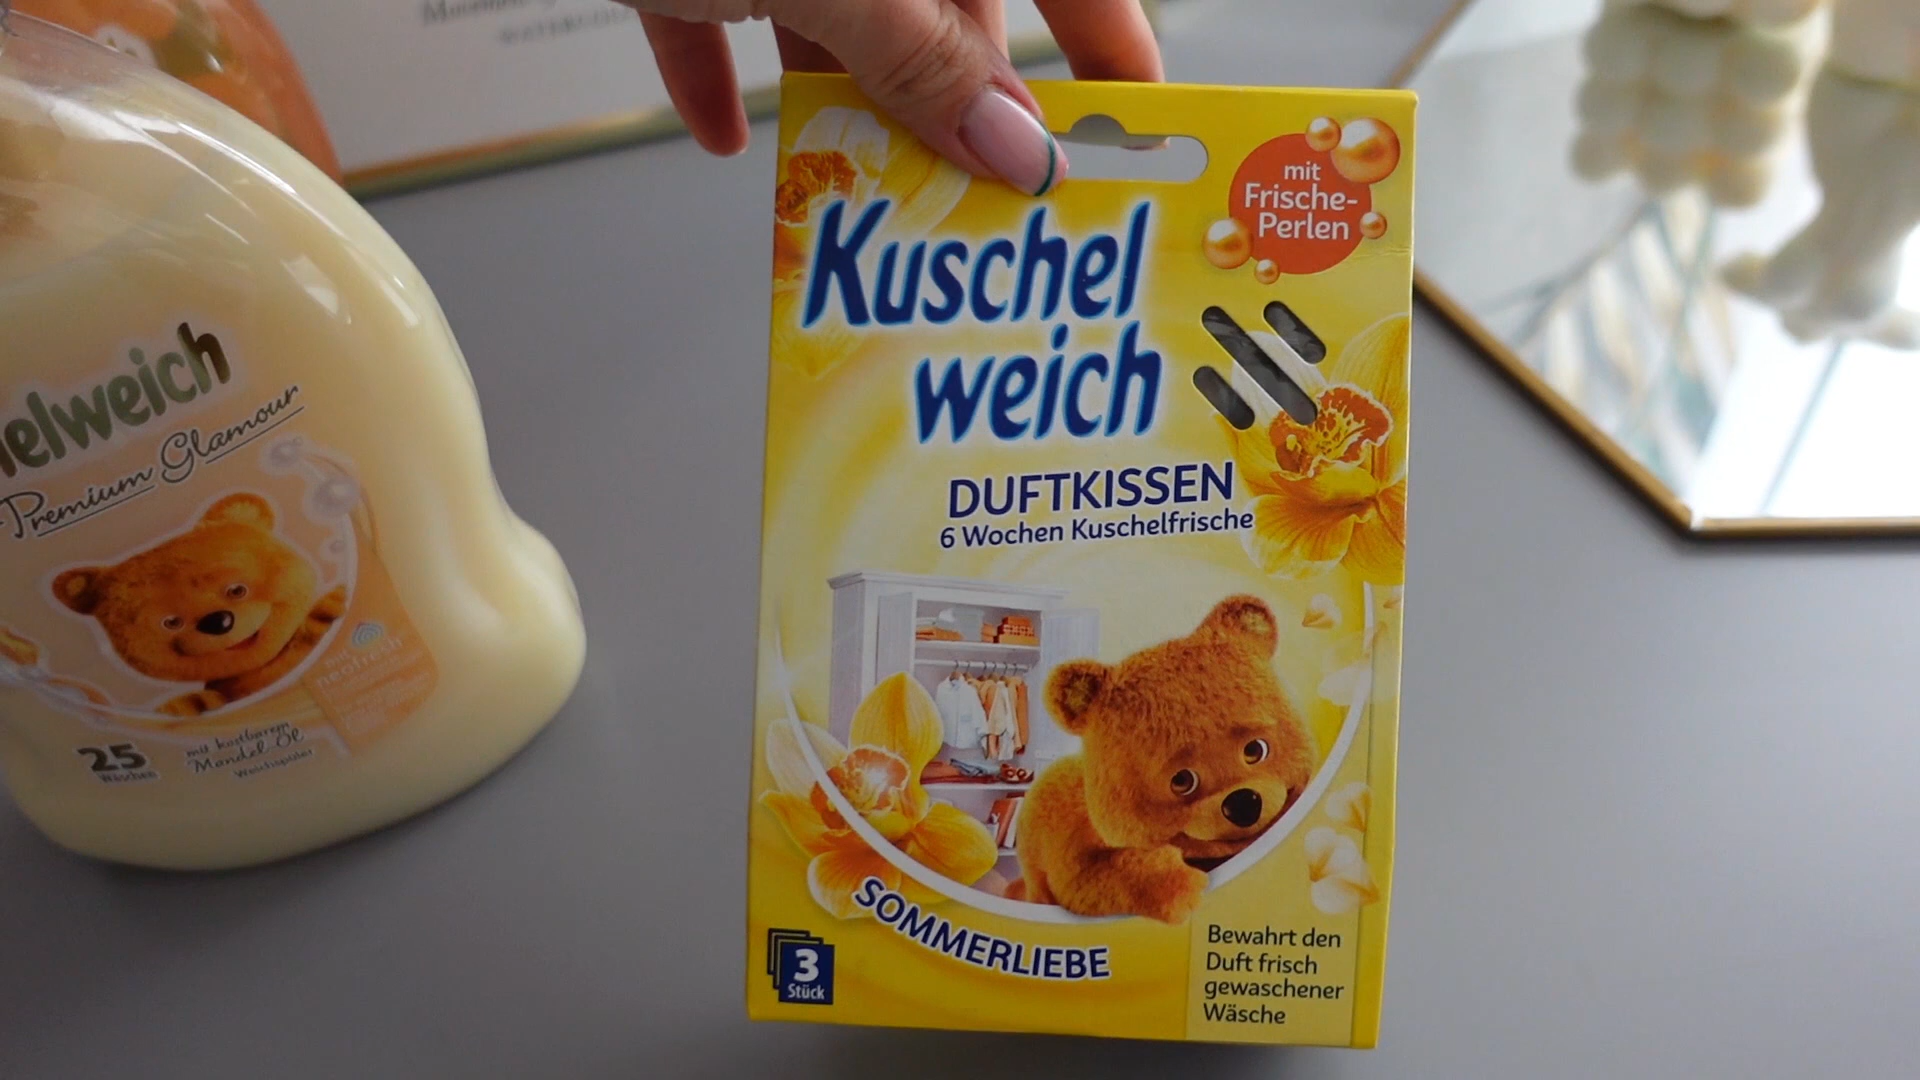 elweich
Premium Glamour
25
Wäschen
mit kostbarem
Mandel-Öl
Weichspüler
mit
Frische-
Perlen
Kuschel
weich
DUFTKISSEN
6 Wochen Kuschelfrische
SOMMERLIEBE
3
Stück
Bewahrt den
Duft frisch
gewaschener
Wäsche